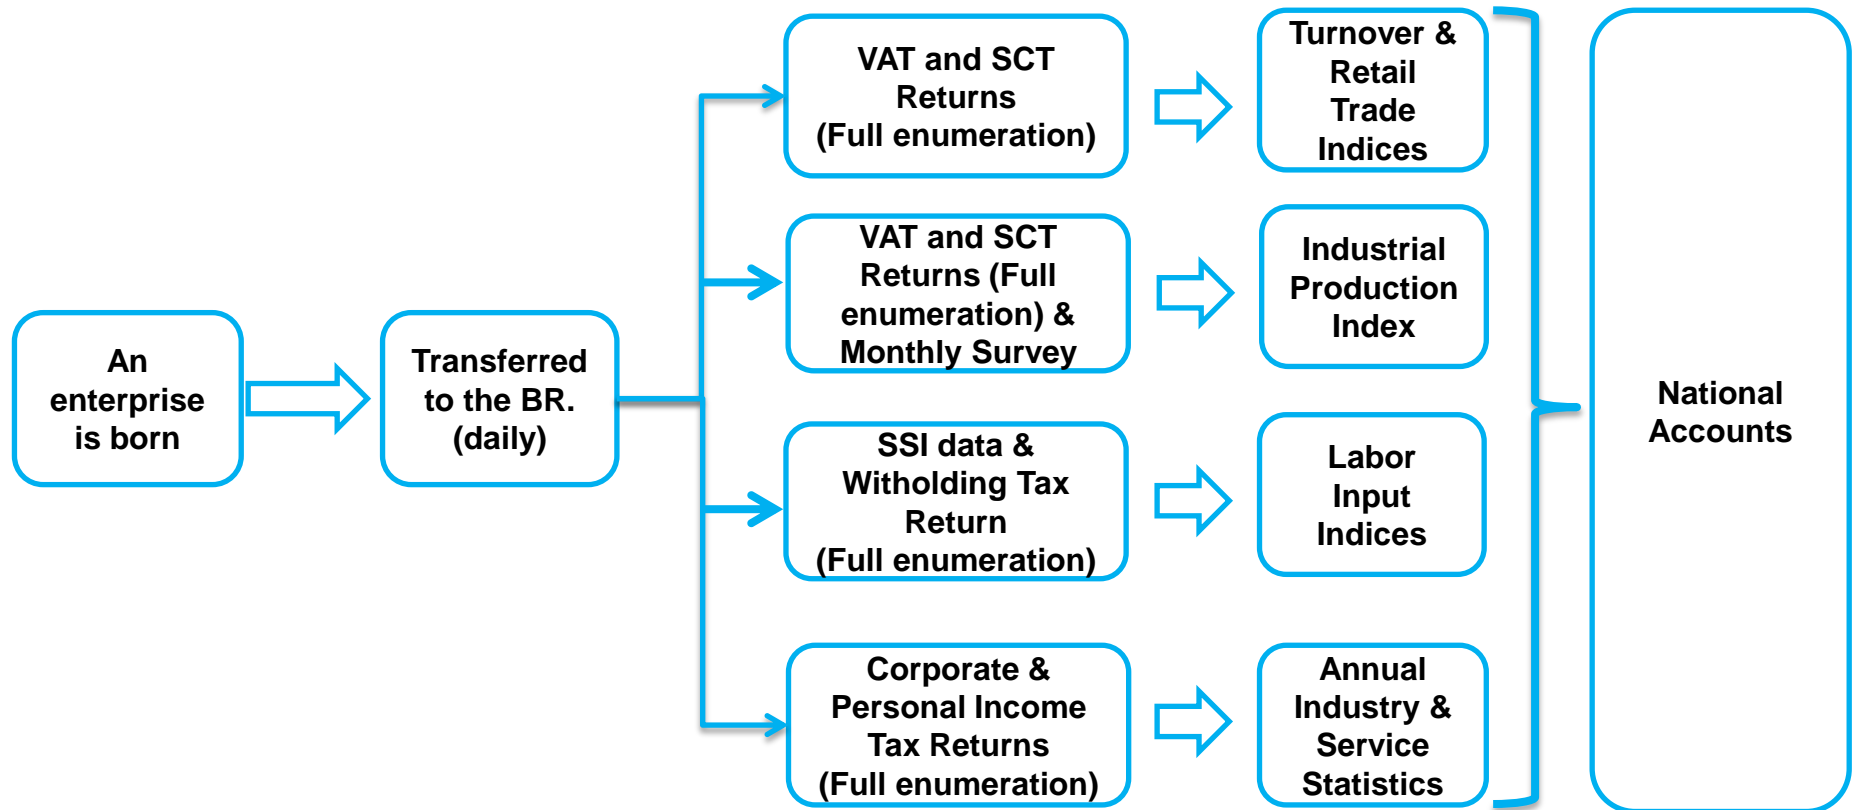 An
enterprise
is born
Transferred
to the BR.
(daily)
VAT and SCT
Returns
(Full enumeration)
Turnover &
Retail
Trade
Indices
VAT and SCT
Returns (Full
enumeration) &
Monthly Survey
Industrial
Production
Index
SSI data &
Witholding Tax
Return
(Full enumeration)
Labor
Input
Indices
Corporate &
Personal Income
Tax Returns
(Full enumeration)
Annual
Industry &
Service
Statistics
National
Accounts